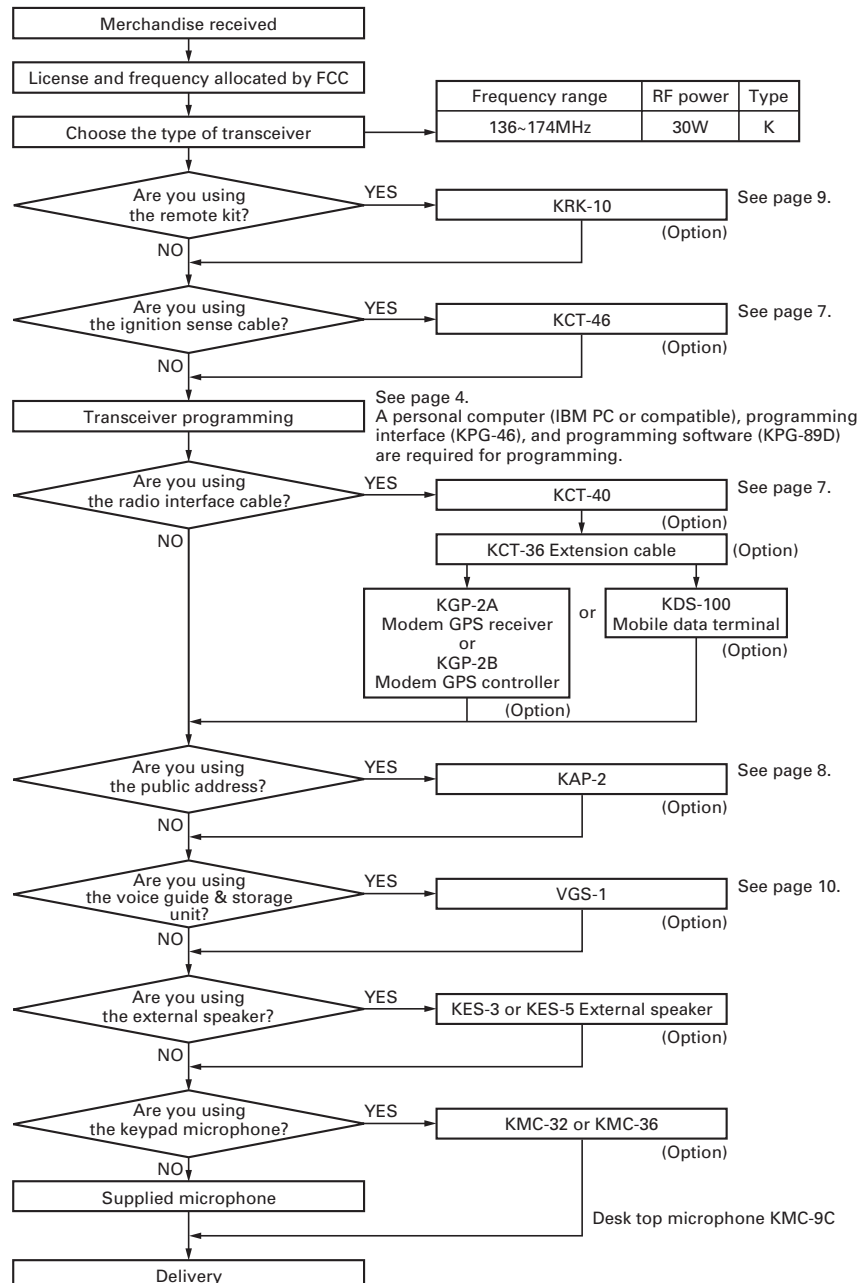 Merchandise received
License and frequency allocated by FCC
Choose the type of transceiver
Frequency range RF power Type
136~174MHz 30W K
Are you using
the remote kit?
YES
KRK-10
See page 9.
(Option)
NO
Are you using
the ignition sense cable?
YES
KCT-46
See page 7.
(Option)
NO
Transceiver programming
See page 4.
A personal computer (IBM PC or compatible), programming
interface (KPG-46), and programming software (KPG-89D)
are required for programming.
Are you using
the radio interface cable?
YES
KCT-40
See page 7.
(Option)
NO
KCT-36 Extension cable
(Option)
KGP-2A
Modem GPS receiver
or
KGP-2B
Modem GPS controller
(Option)
or
KDS-100
Mobile data terminal
(Option)
Are you using
the public address?
YES
KAP-2
See page 8.
(Option)
NO
Are you using
the voice guide & storage
unit?
YES
VGS-1
See page 10.
(Option)
NO
Are you using
the external speaker?
YES
KES-3 or KES-5 External speaker
(Option)
NO
Are you using
the keypad microphone?
YES
KMC-32 or KMC-36
(Option)
NO
Supplied microphone
Desk top microphone KMC-9C
Delivery